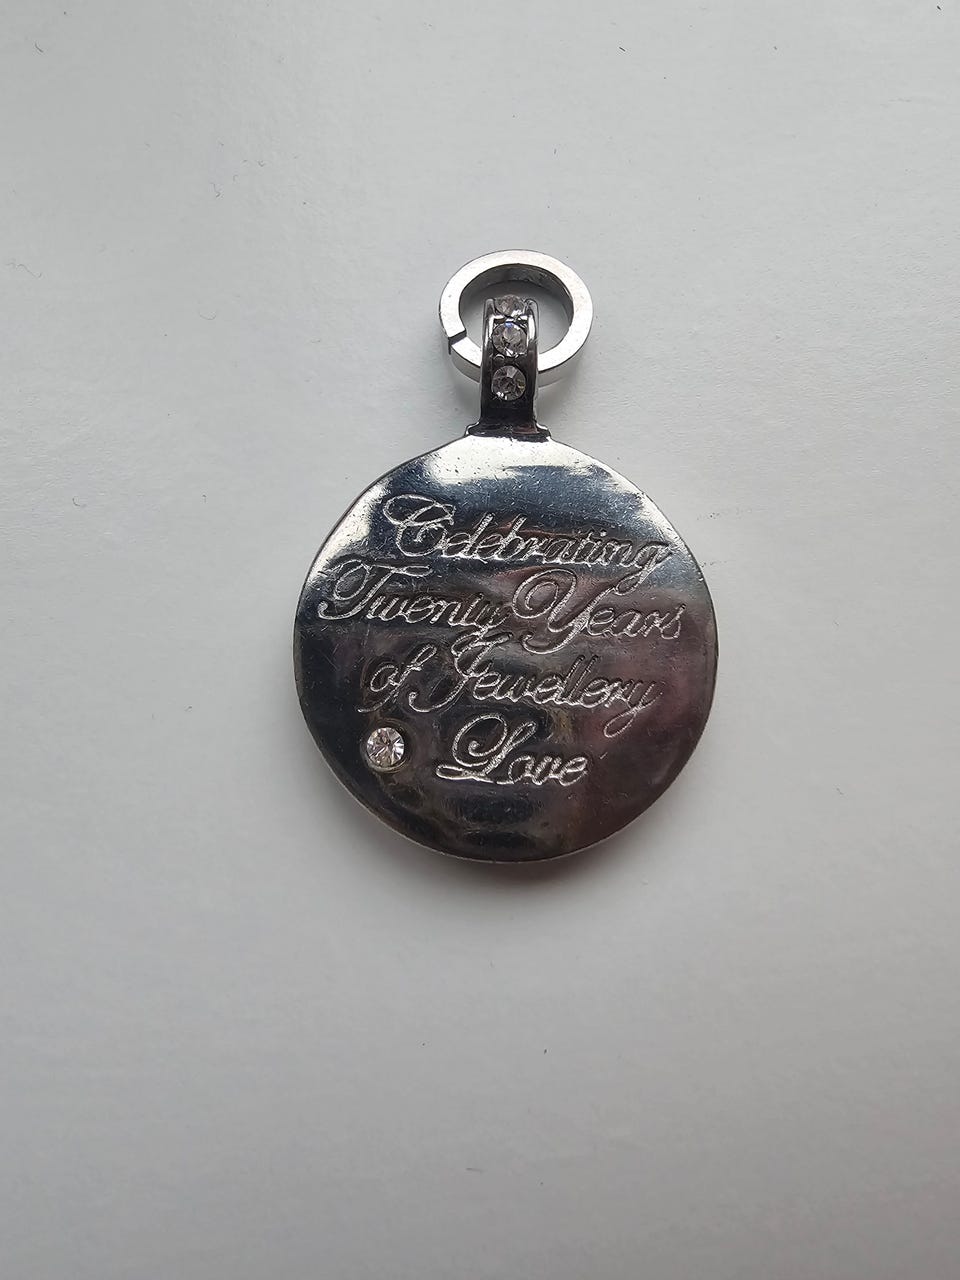 Celebrating
Twenty Years
of Jewellery
Love